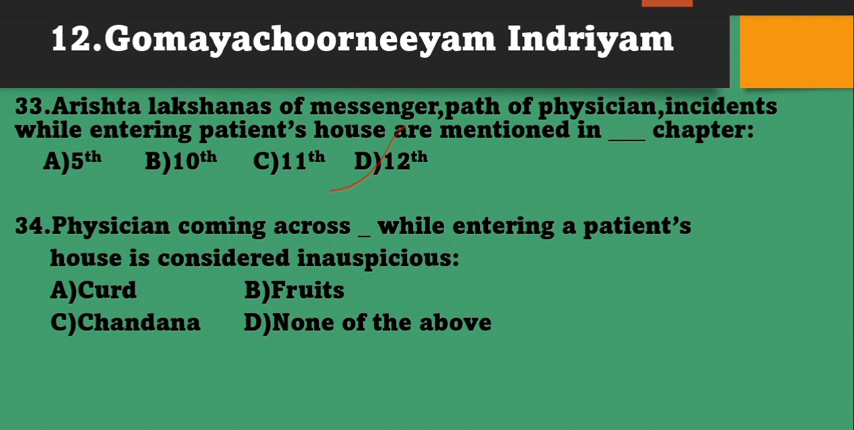 12.Gomayachoorneeyam Indriyam
33.Arishta lakshanas of messenger,path of physician,incidents
while entering patient's house are mentioned in ___ chapter:
A)5th B)10th C)11th D)12th
34.Physician coming across _ while entering a patient's
house is considered inauspicious:
A)Curd B)Fruits
C)Chandana D)None of the above